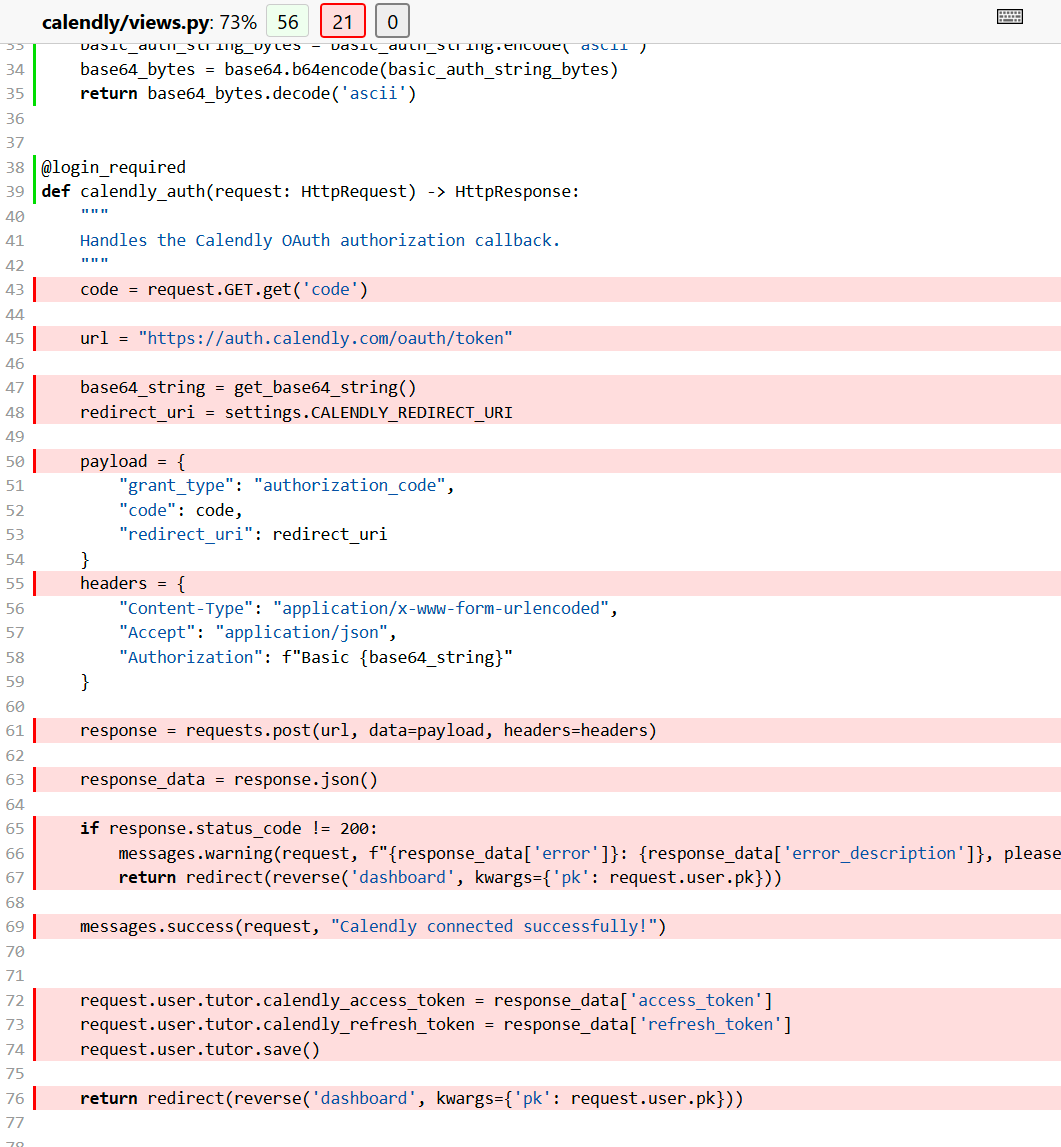 calendly/views.py: 73% 56 21 0
33 basic_auth_string_bytes = basic_auth_string.encode('ascii')
34 base64_bytes = base64.b64encode(basic_auth_string_bytes)
35 return base64_bytes.decode('ascii')
36
37
38 @login_required
39 def calendly_auth(request: HttpRequest) -> HttpResponse:
40 """
41 Handles the Calendly OAuth authorization callback.
42 """
43 code = request.GET.get('code')
44
45 url = "https://auth.calendly.com/oauth/token"
46
47 base64_string = get_base64_string()
48 redirect_uri = settings.CALENDLY_REDIRECT_URI
49
50 payload = {
51 "grant_type": "authorization_code",
52 "code": code,
53 "redirect_uri": redirect_uri
54 }
55 headers = {
56 "Content-Type": "application/x-www-form-urlencoded",
57 "Accept": "application/json",
58 "Authorization": f"Basic {base64_string}"
59 }
60
61 response = requests.post(url, data=payload, headers=headers)
62
63 response_data = response.json()
64
65 if response.status_code != 200:
66 messages.warning(request, f"{response_data['error']}: {response_data['error_description']}, please
67 return redirect(reverse('dashboard', kwargs={'pk': request.user.pk}))
68
69 messages.success(request, "Calendly connected successfully!")
70
71
72 request.user.tutor.calendly_access_token = response_data['access_token']
73 request.user.tutor.calendly_refresh_token = response_data['refresh_token']
74 request.user.tutor.save()
75
76 return redirect(reverse('dashboard', kwargs={'pk': request.user.pk}))
77
78